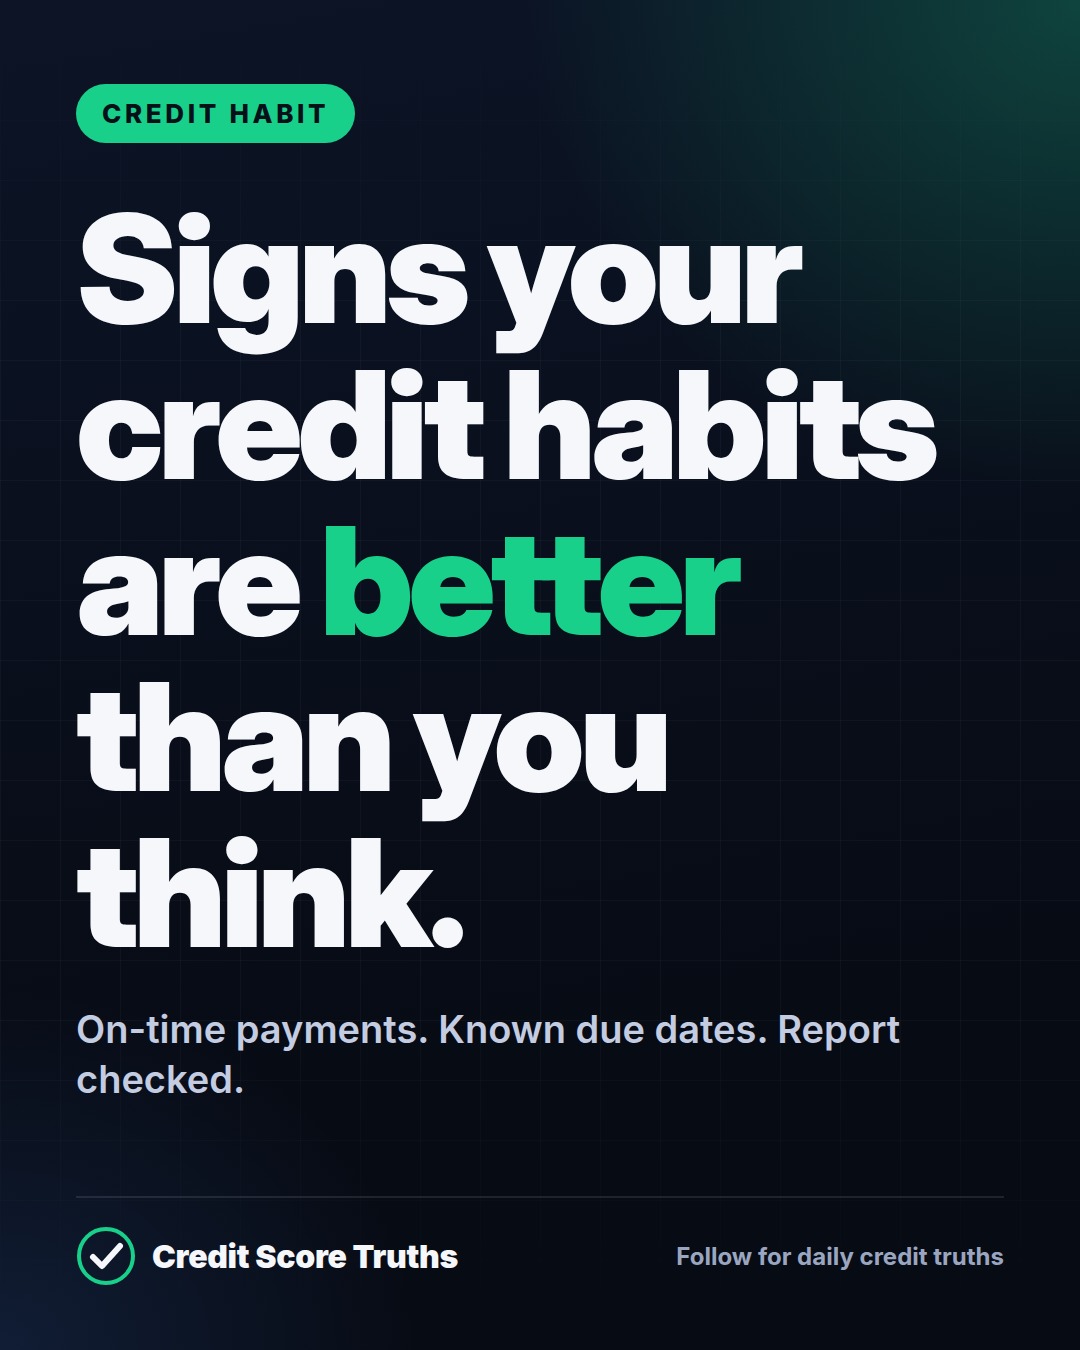 CREDIT HABIT
Signs your
credit habits
are better
than you
think.
On-time payments. Known due dates. Report
checked.
Credit Score Truths
Follow for daily credit truths